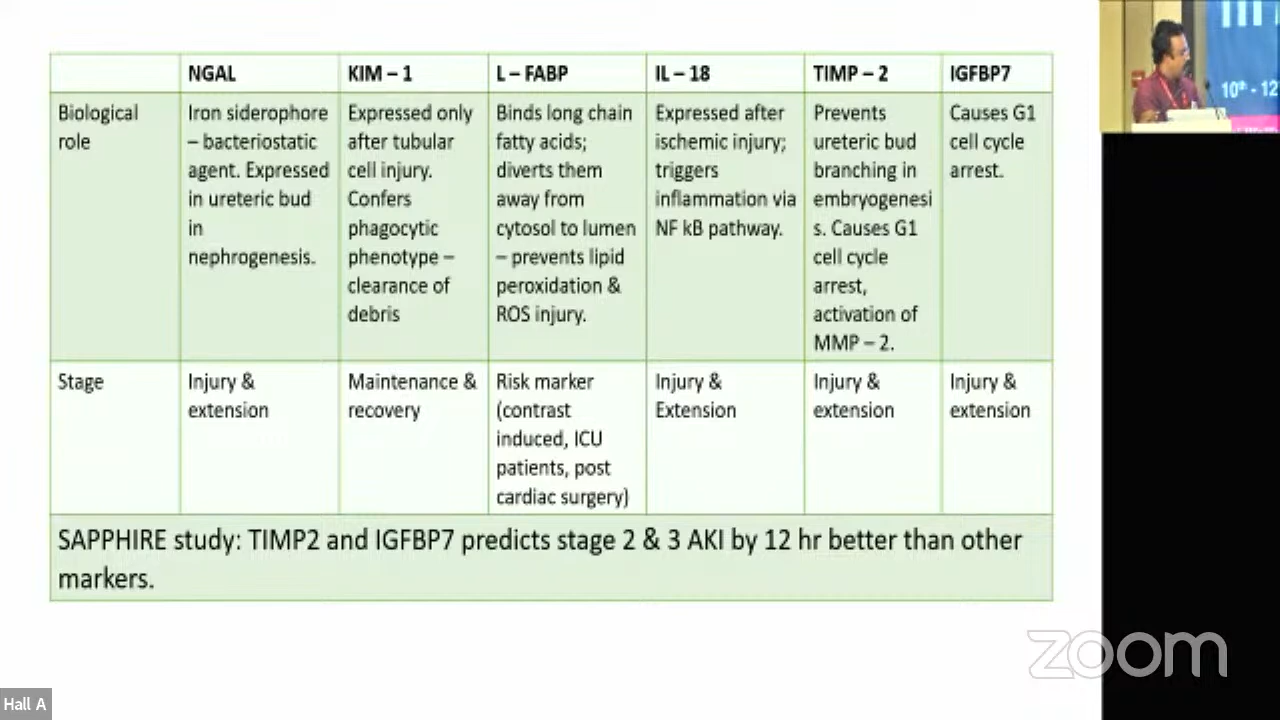 NGAL
KIM – 1
L – FABP
IL – 18
TIMP – 2
IGFBP7
Biological
role
Iron siderophore
– bacteriostatic
agent. Expressed
in ureteric bud
in
nephrogenesis.
Expressed only
after tubular
cell injury.
Confers
phagocytic
phenotype –
clearance of
debris
Binds long chain
fatty acids;
diverts them
away from
cytosol to lumen
– prevents lipid
peroxidation &
ROS injury.
Expressed after
ischemic injury;
triggers
inflammation via
NF kB pathway.
Prevents
ureteric bud
branching in
embryogenesi
s. Causes G1
cell cycle
arrest,
activation of
MMP – 2.
Causes G1
cell cycle
arrest.
Stage
Injury &
extension
Maintenance &
recovery
Risk marker
(contrast
induced, ICU
patients, post
cardiac surgery)
Injury &
Extension
Injury &
extension
Injury &
extension
SAPPHIRE study: TIMP2 and IGFBP7 predicts stage 2 & 3 AKI by 12 hr better than other
markers.
10th - 12
zoom
Hall A